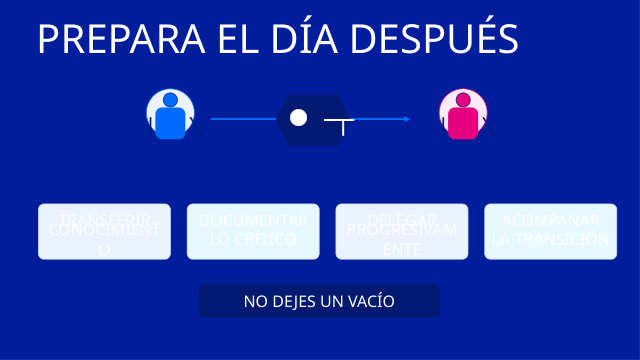 PREPARA EL DÍA DESPUÉS
TRANSFERIR
CONOCIMIENT
O
DOCUMENTAR
LO CRÍTICO
DELEGAR
PROGRESIVAM
ENTE
ACOMPAÑAR
LA TRANSICIÓN
NO DEJES UN VACÍO